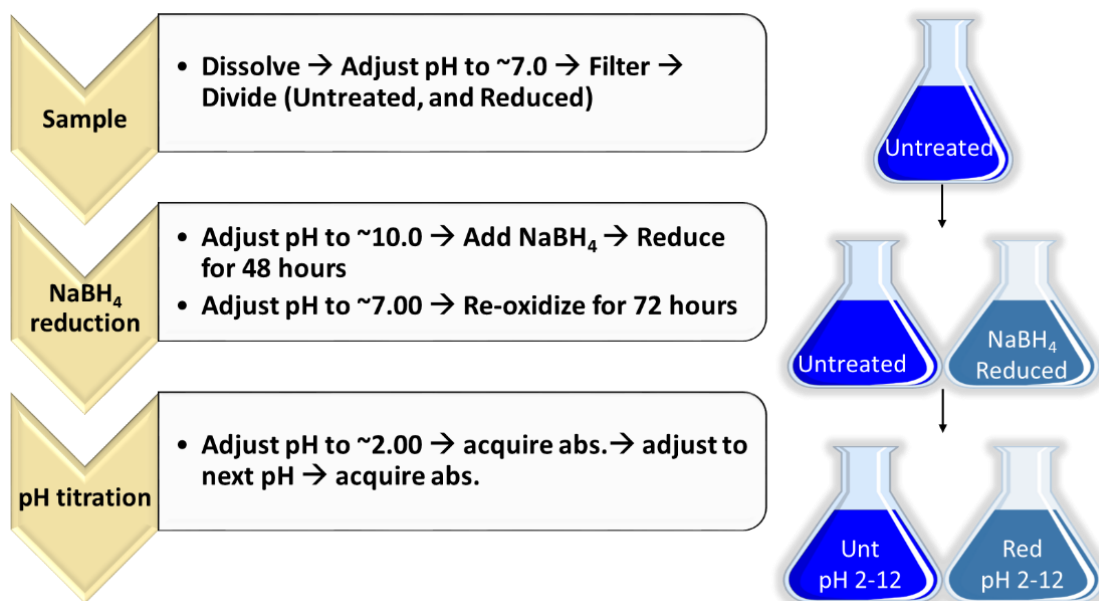 Sample
• Dissolve → Adjust pH to ~7.0 → Filter →
Divide (Untreated, and Reduced)
Untreated
NaBH₄
reduction
• Adjust pH to ~10.0 → Add NaBH₄ → Reduce
for 48 hours
• Adjust pH to ~7.00 → Re-oxidize for 72 hours
Untreated
NaBH₄
Reduced
pH titration
• Adjust pH to ~2.00 → acquire abs.→ adjust to
next pH → acquire abs.
Unt
pH 2-12
Red
pH 2-12